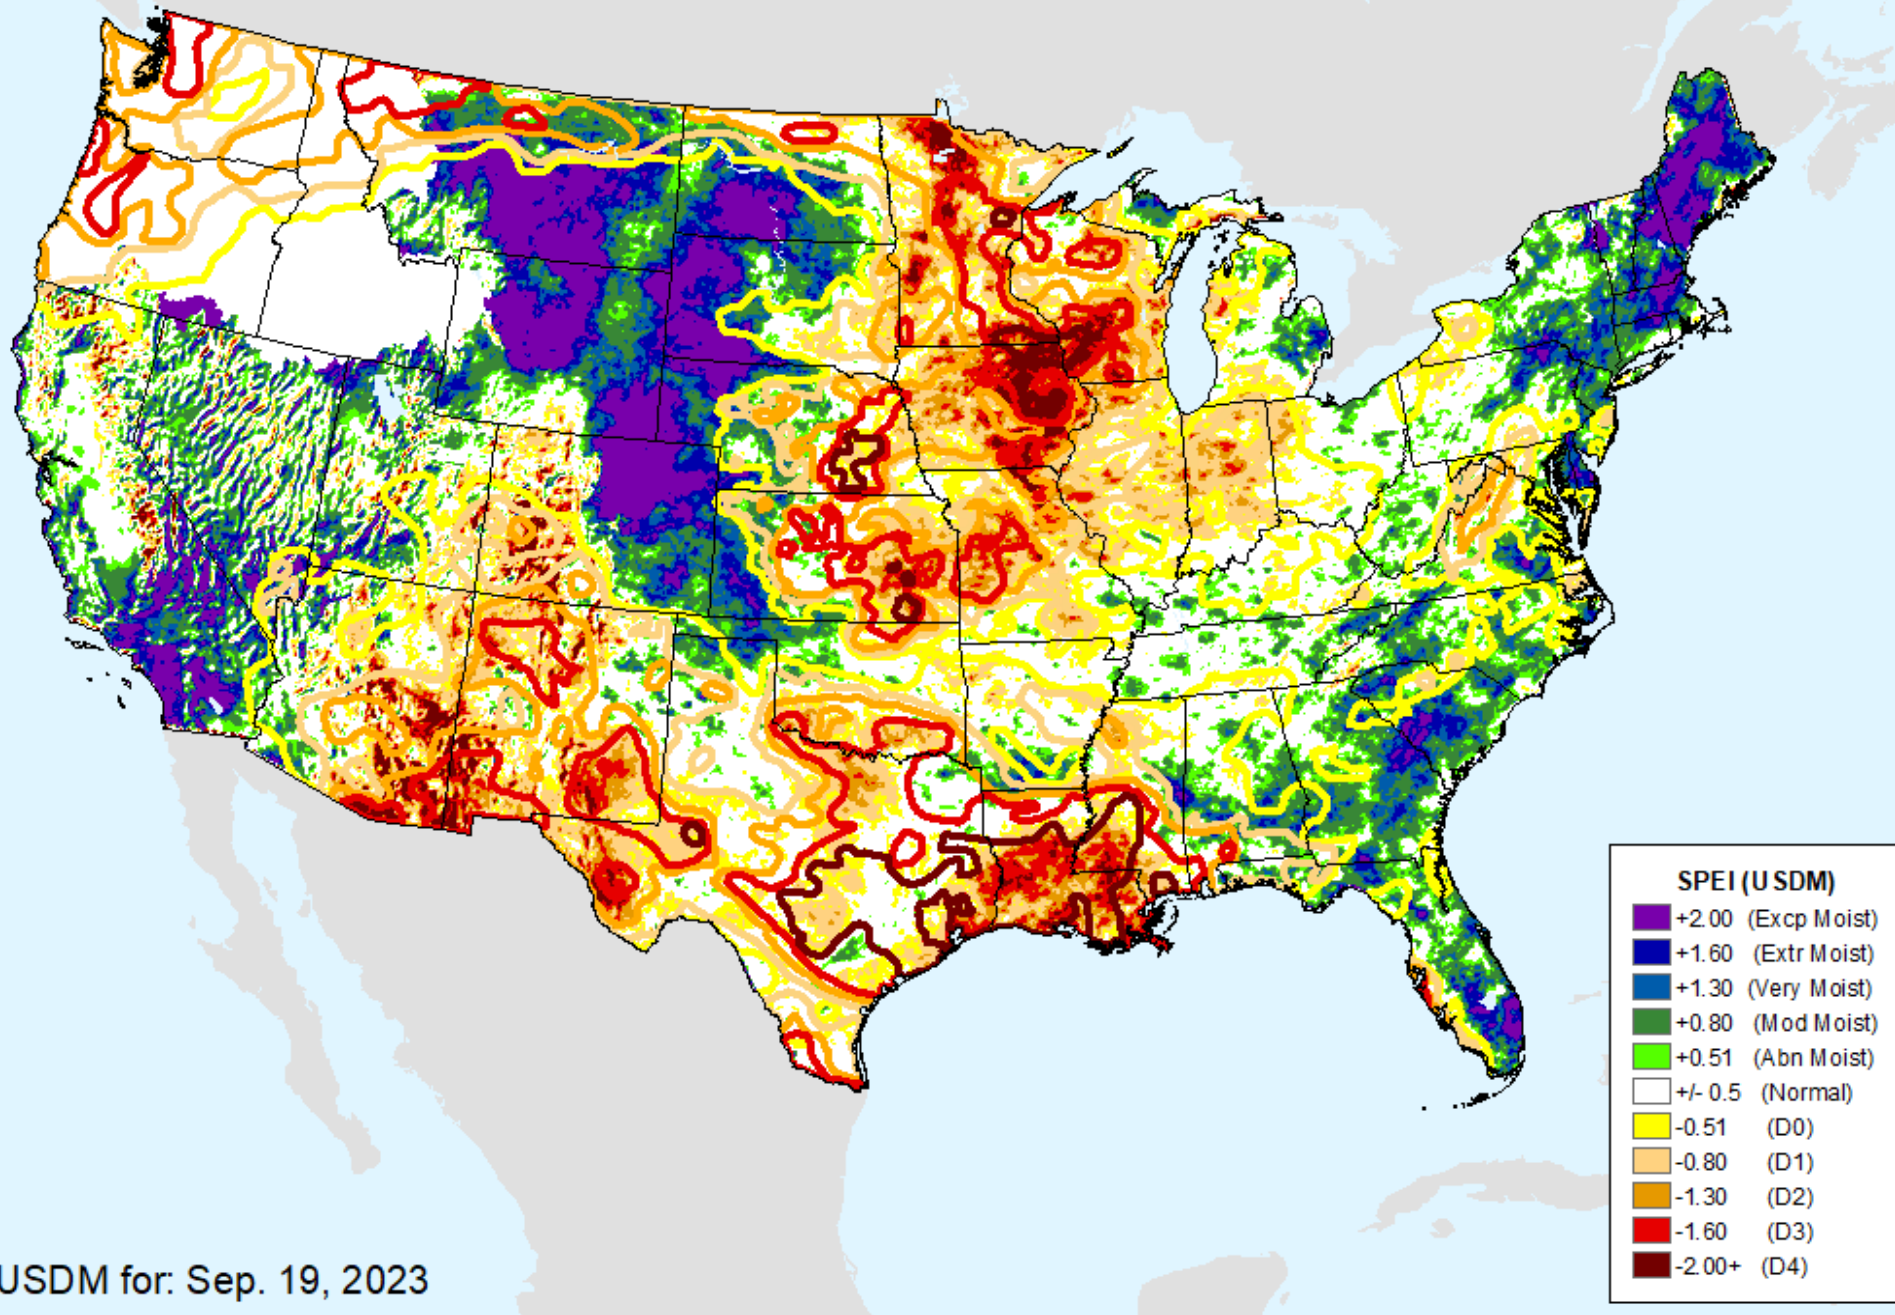 SPEI (USDM)
+2.00 (Excp Moist)
+1.60 (Extr Moist)
+1.30 (Very Moist)
+0.80 (Mod Moist)
+0.51 (Abn Moist)
+/- 0.5 (Normal)
-0.51 (D0)
-0.80 (D1)
-1.30 (D2)
-1.60 (D3)
-2.00+ (D4)
USDM for: Sep. 19, 2023